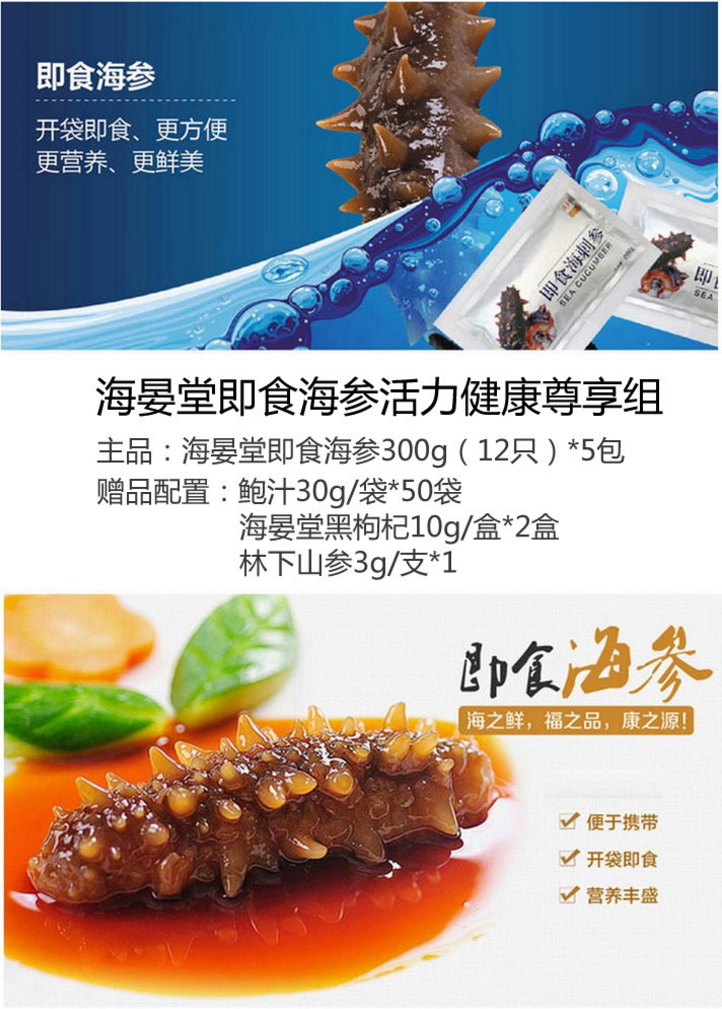 即食海参
开袋即食、更方便
更营养、更鲜美
即食海刺参
SEA CUCUMBER
即
SEA
海晏堂即食海参活力健康尊享组
主品：海晏堂即食海参300g（12只）*5包
赠品配置：鲍汁30g/袋*50袋
海晏堂黑枸杞10g/盒*2盒
林下山参3g/支*1
即食海参
海之鲜，福之品，康之源！
便于携带
开袋即食
营养丰盛